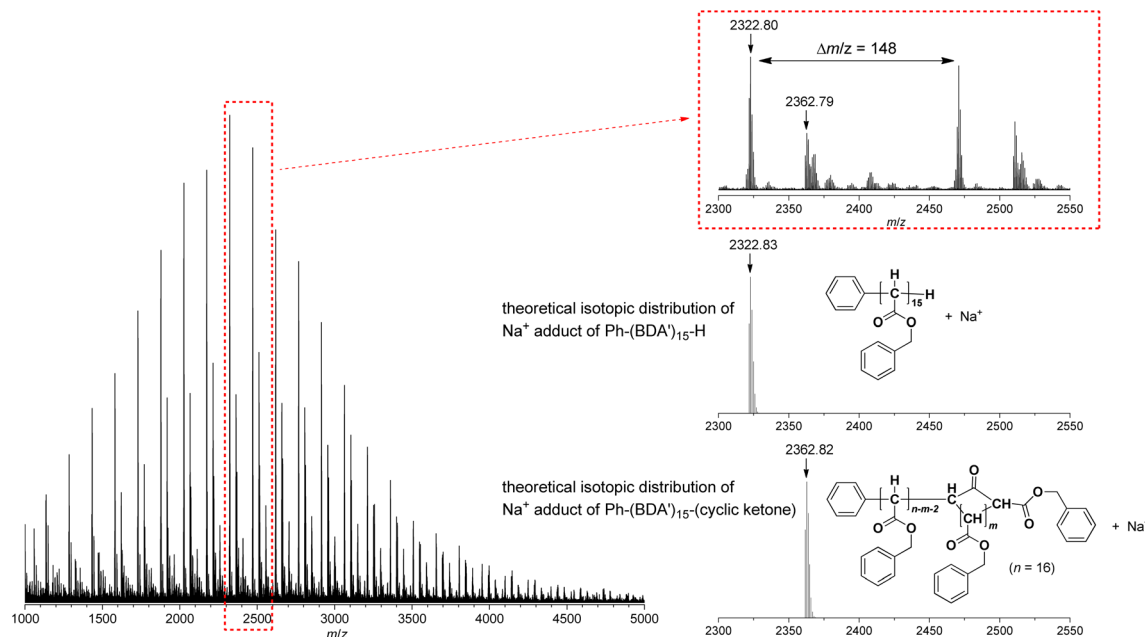 2322.80
Δm/z = 148
2362.79
2300 2350 2400 2450 2500 2550
m/z
2322.83
theoretical isotopic distribution of
Na⁺ adduct of Ph-(BDA')₁₅-H
H
C
H
15
O
O
+ Na⁺
2300 2350 2400 2450 2500 2550
2362.82
theoretical isotopic distribution of
Na⁺ adduct of Ph-(BDA')₁₅-(cyclic ketone)
H
C
n-m-2
O
O
H
C
O
CH
m
O
O
H
C
O
O
+ Na
(n = 16)
2300 2350 2400 2450 2500 2550
1000 1500 2000 2500 3000 3500 4000 4500 5000
m/z